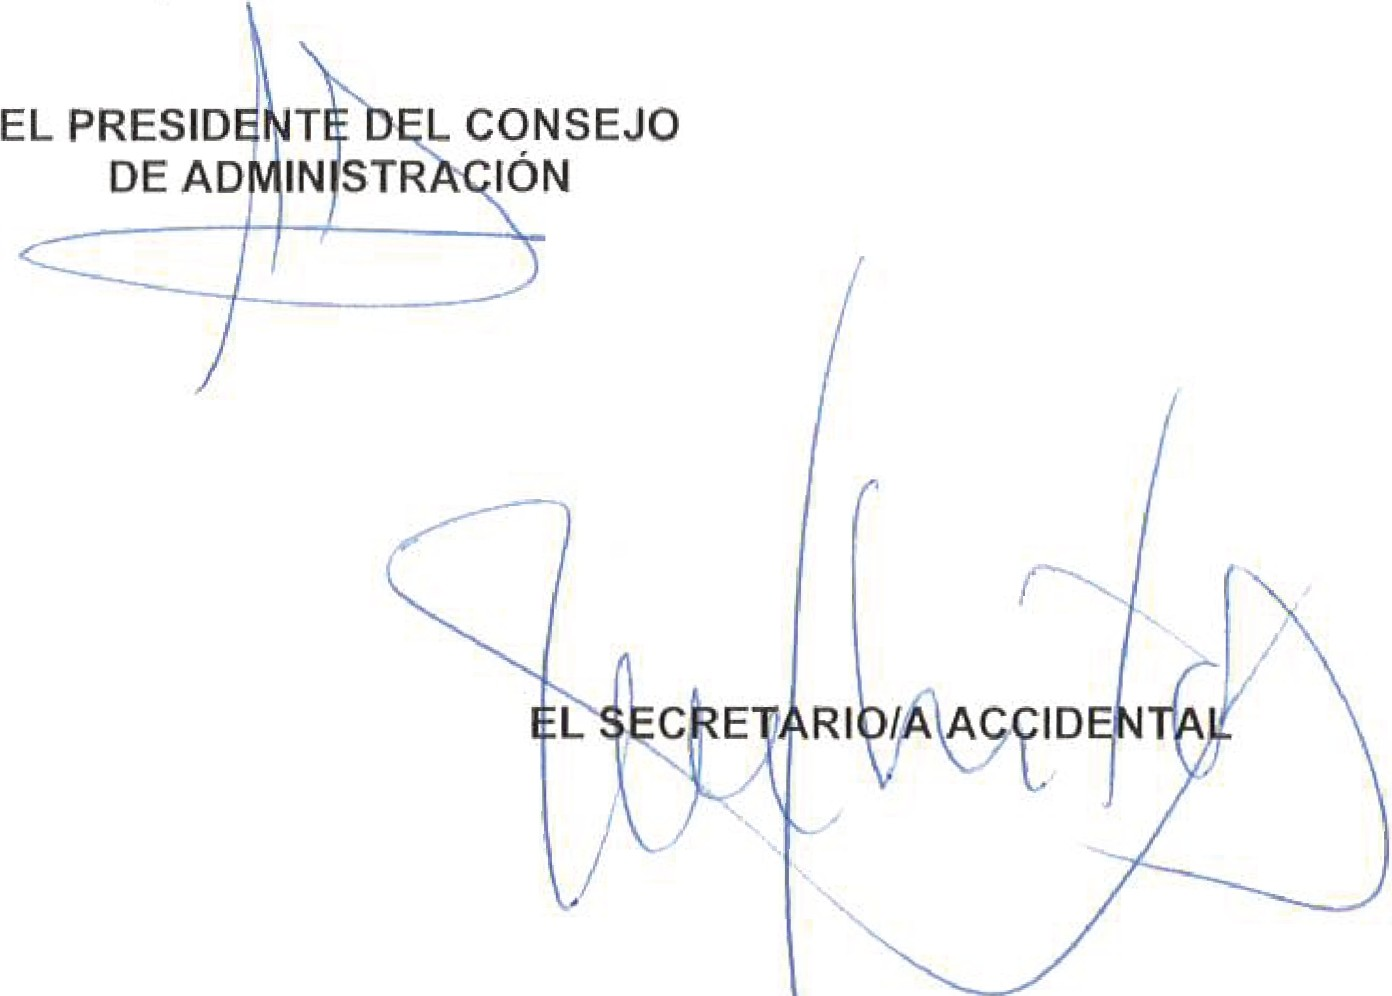 EL PRESIDENTE DEL CONSEJO
DE ADMINISTRACIÓN
EL SECRETARIO/A ACCIDENTAL